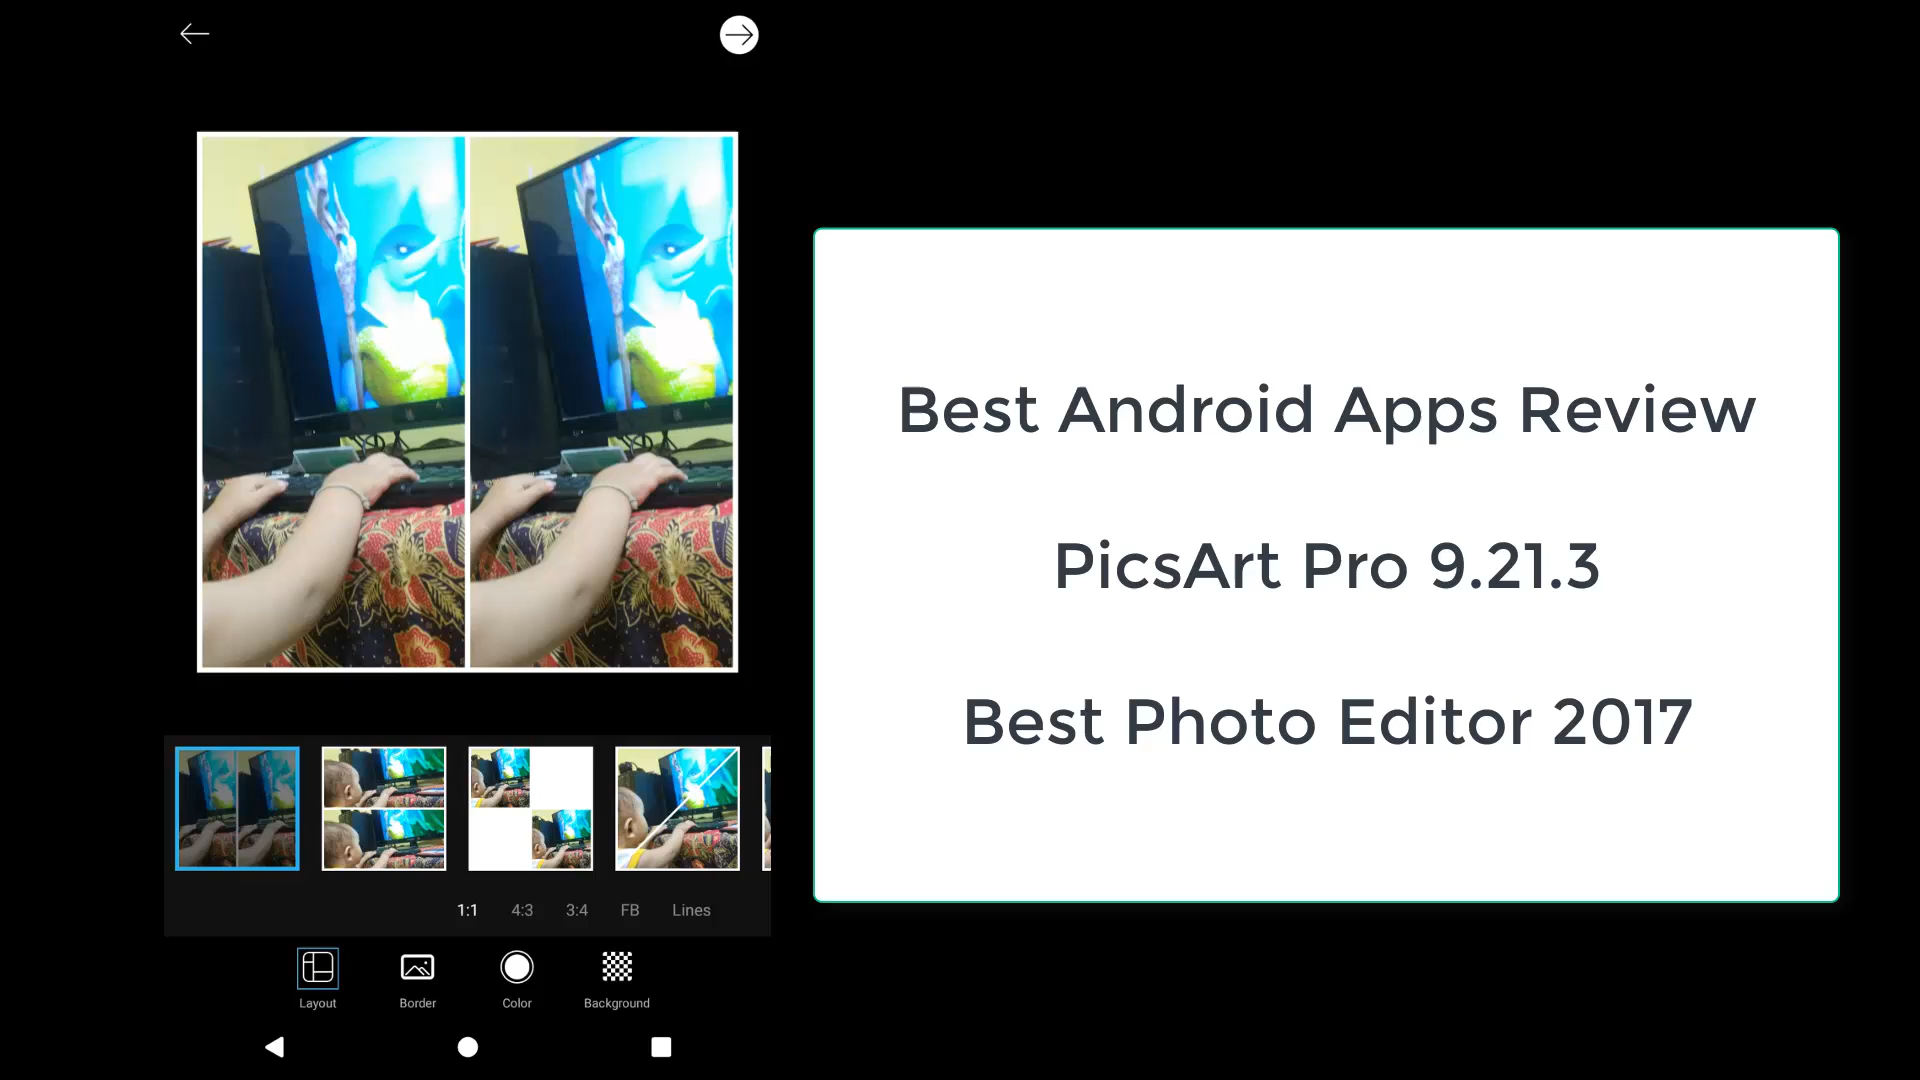 Best Android Apps Review
PicsArt Pro 9.21.3
Best Photo Editor 2017
1:1 4:3 3:4 FB Lines
Layout Border Color Background